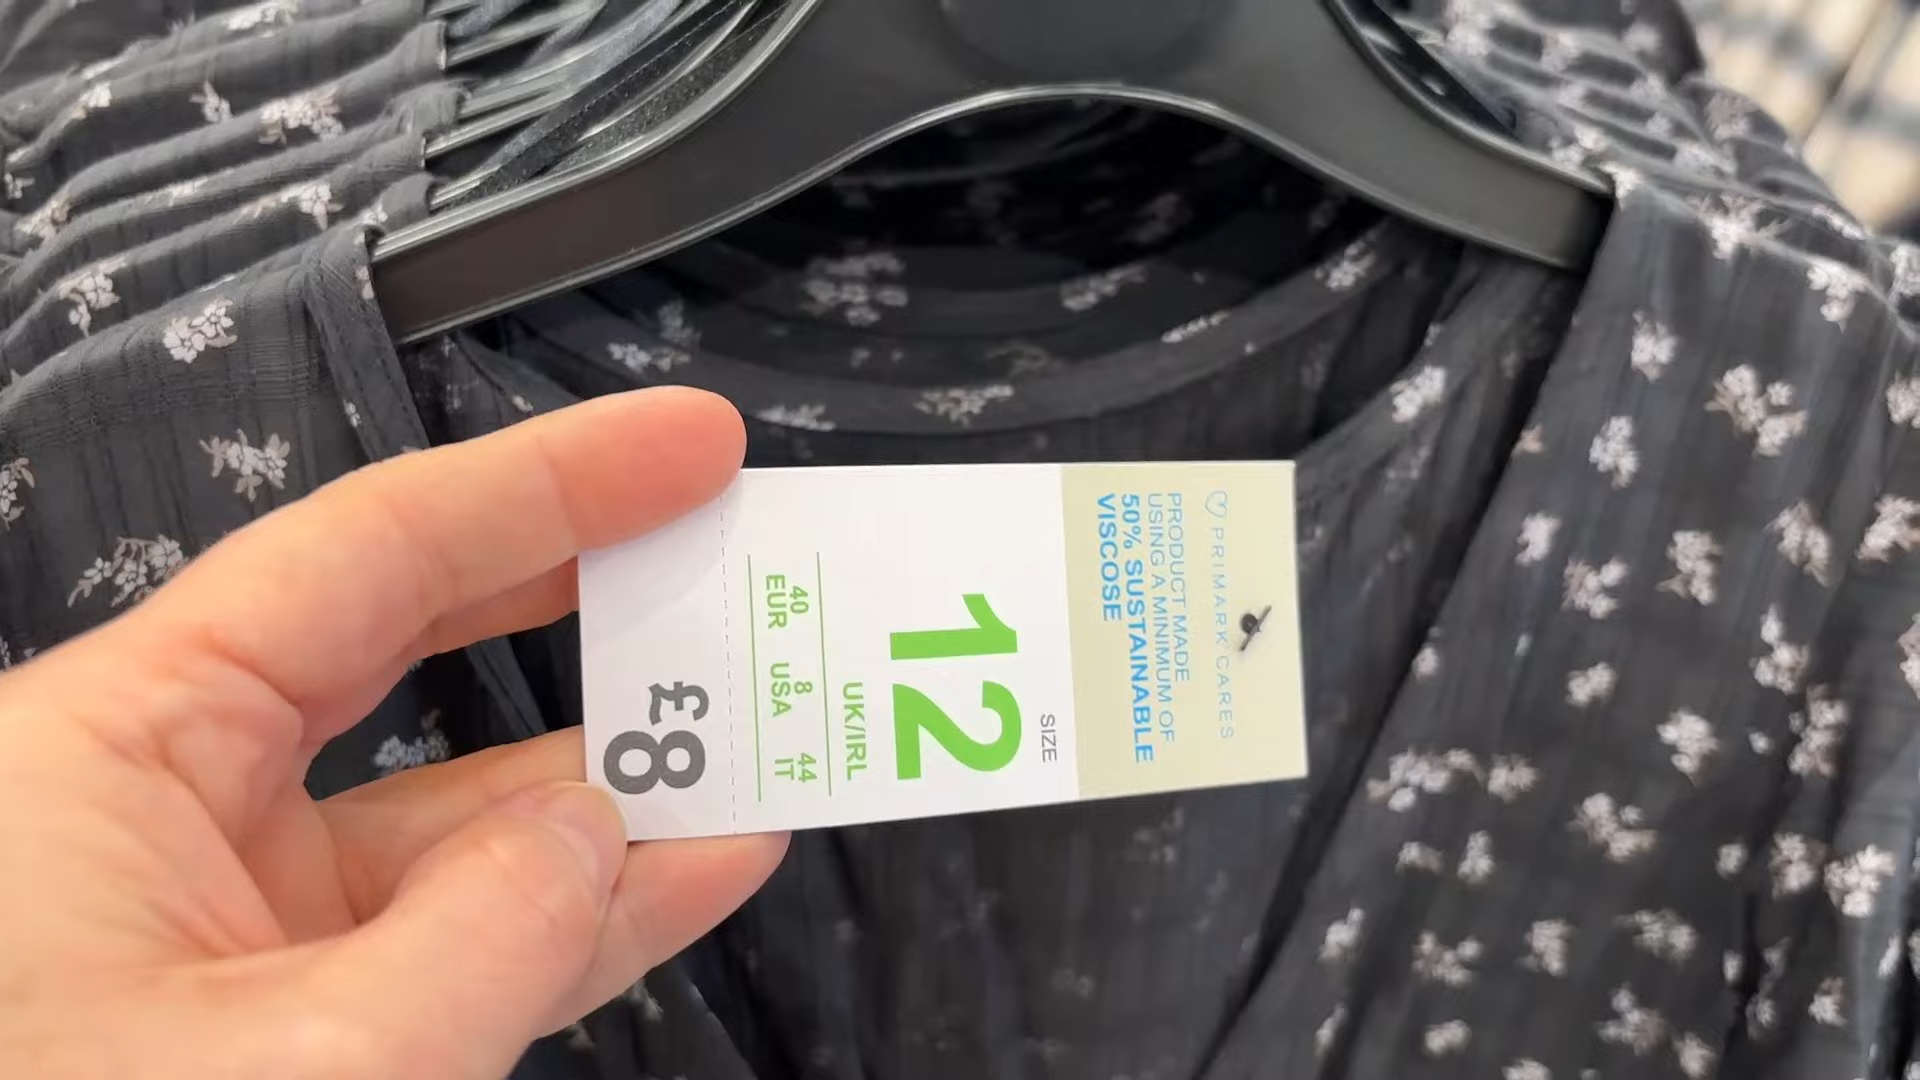 PRIMARK CARES
PRODUCT MADE
USING A MINIMUM OF
50% SUSTAINABLE
VISCOSE
SIZE
12
UK/IRL
40 8 44
EUR USA IT
£8